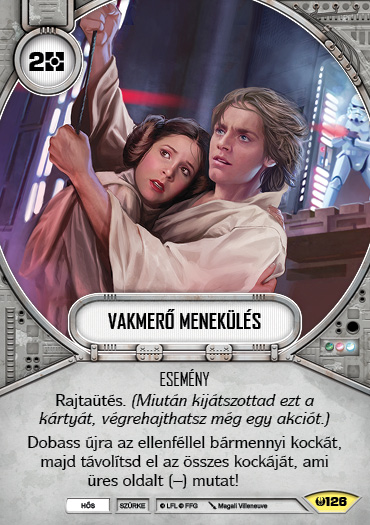 2
VAKMERŐ MENEKÜLÉS
ESEMÉNY
Rajtaütés. (Miután kijátszottad ezt a
kártyát, végrehajthatsz még egy akciót.)
Dobass újra az ellenféllel bármennyi kockát,
majd távolítsd el az összes kockáját, ami
üres oldalt (–) mutat!
HŐS SZÜRKE © LFL © FFG Magali Villeneuve 126